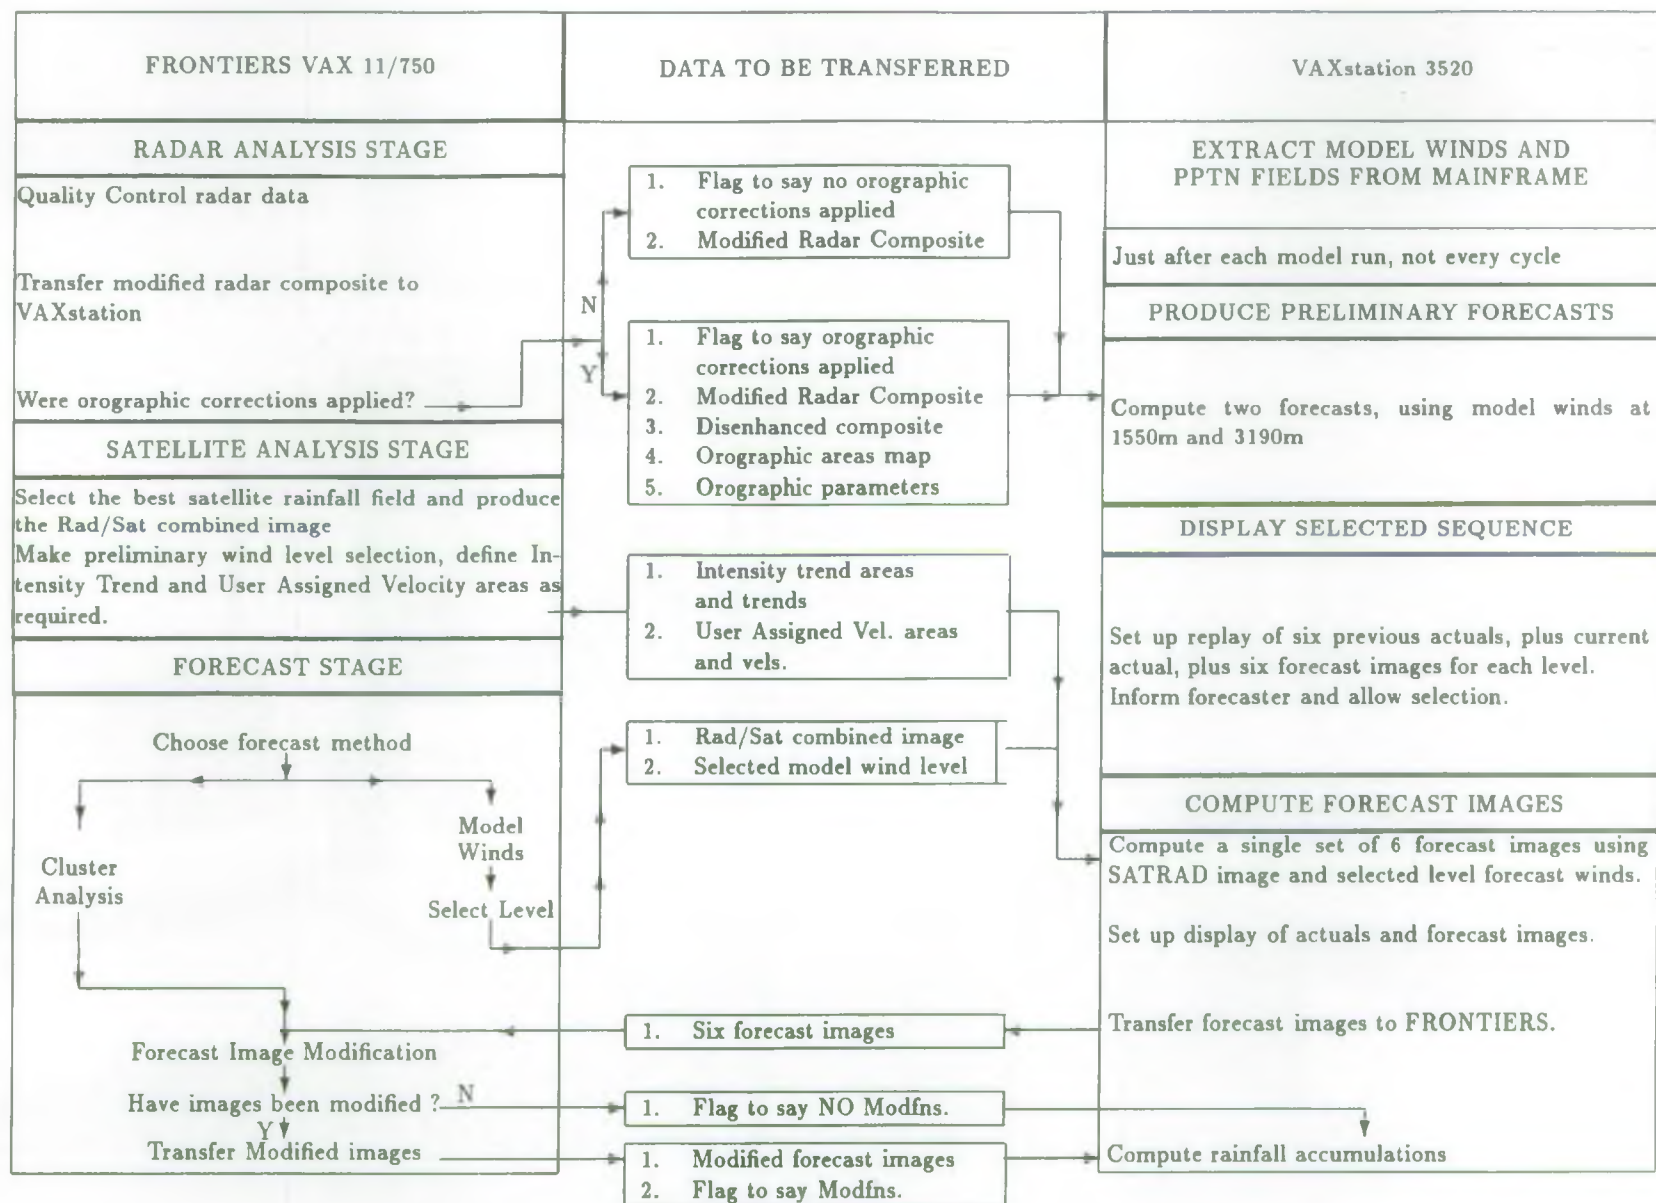 FRONTIERS VAX 11/750
DATA TO BE TRANSFERRED
VAXstation 3520
RADAR ANALYSIS STAGE
Quality Control radar data
Transfer modified radar composite to
VAXstation
Were orographic corrections applied?
N
Y
SATELLITE ANALYSIS STAGE
Select the best satellite rainfall field and produce
the Rad/Sat combined image
Make preliminary wind level selection, define In-
tensity Trend and User Assigned Velocity areas as
required.
FORECAST STAGE
Choose forecast method
Cluster
Analysis
Model
Winds
Select Level
Forecast Image Modification
Have images been modified ?
N
Y
Transfer Modified images
1. Flag to say no orographic
corrections applied
2. Modified Radar Composite
1. Flag to say orographic
corrections applied
2. Modified Radar Composite
3. Disenhanced composite
4. Orographic areas map
5. Orographic parameters
1. Intensity trend areas
and trends
2. User Assigned Vel. areas
and vels.
1. Rad/Sat combined image
2. Selected model wind level
1. Six forecast images
1. Flag to say NO Modfns.
1. Modified forecast images
2. Flag to say Modfns.
EXTRACT MODEL WINDS AND
PPTN FIELDS FROM MAINFRAME
Just after each model run, not every cycle
PRODUCE PRELIMINARY FORECASTS
Compute two forecasts, using model winds at
1550m and 3190m
DISPLAY SELECTED SEQUENCE
Set up replay of six previous actuals, plus current
actual, plus six forecast images for each level.
Inform forecaster and allow selection.
COMPUTE FORECAST IMAGES
Compute a single set of 6 forecast images using
SATRAD image and selected level forecast winds.
Set up display of actuals and forecast images.
Transfer forecast images to FRONTIERS.
Compute rainfall accumulations